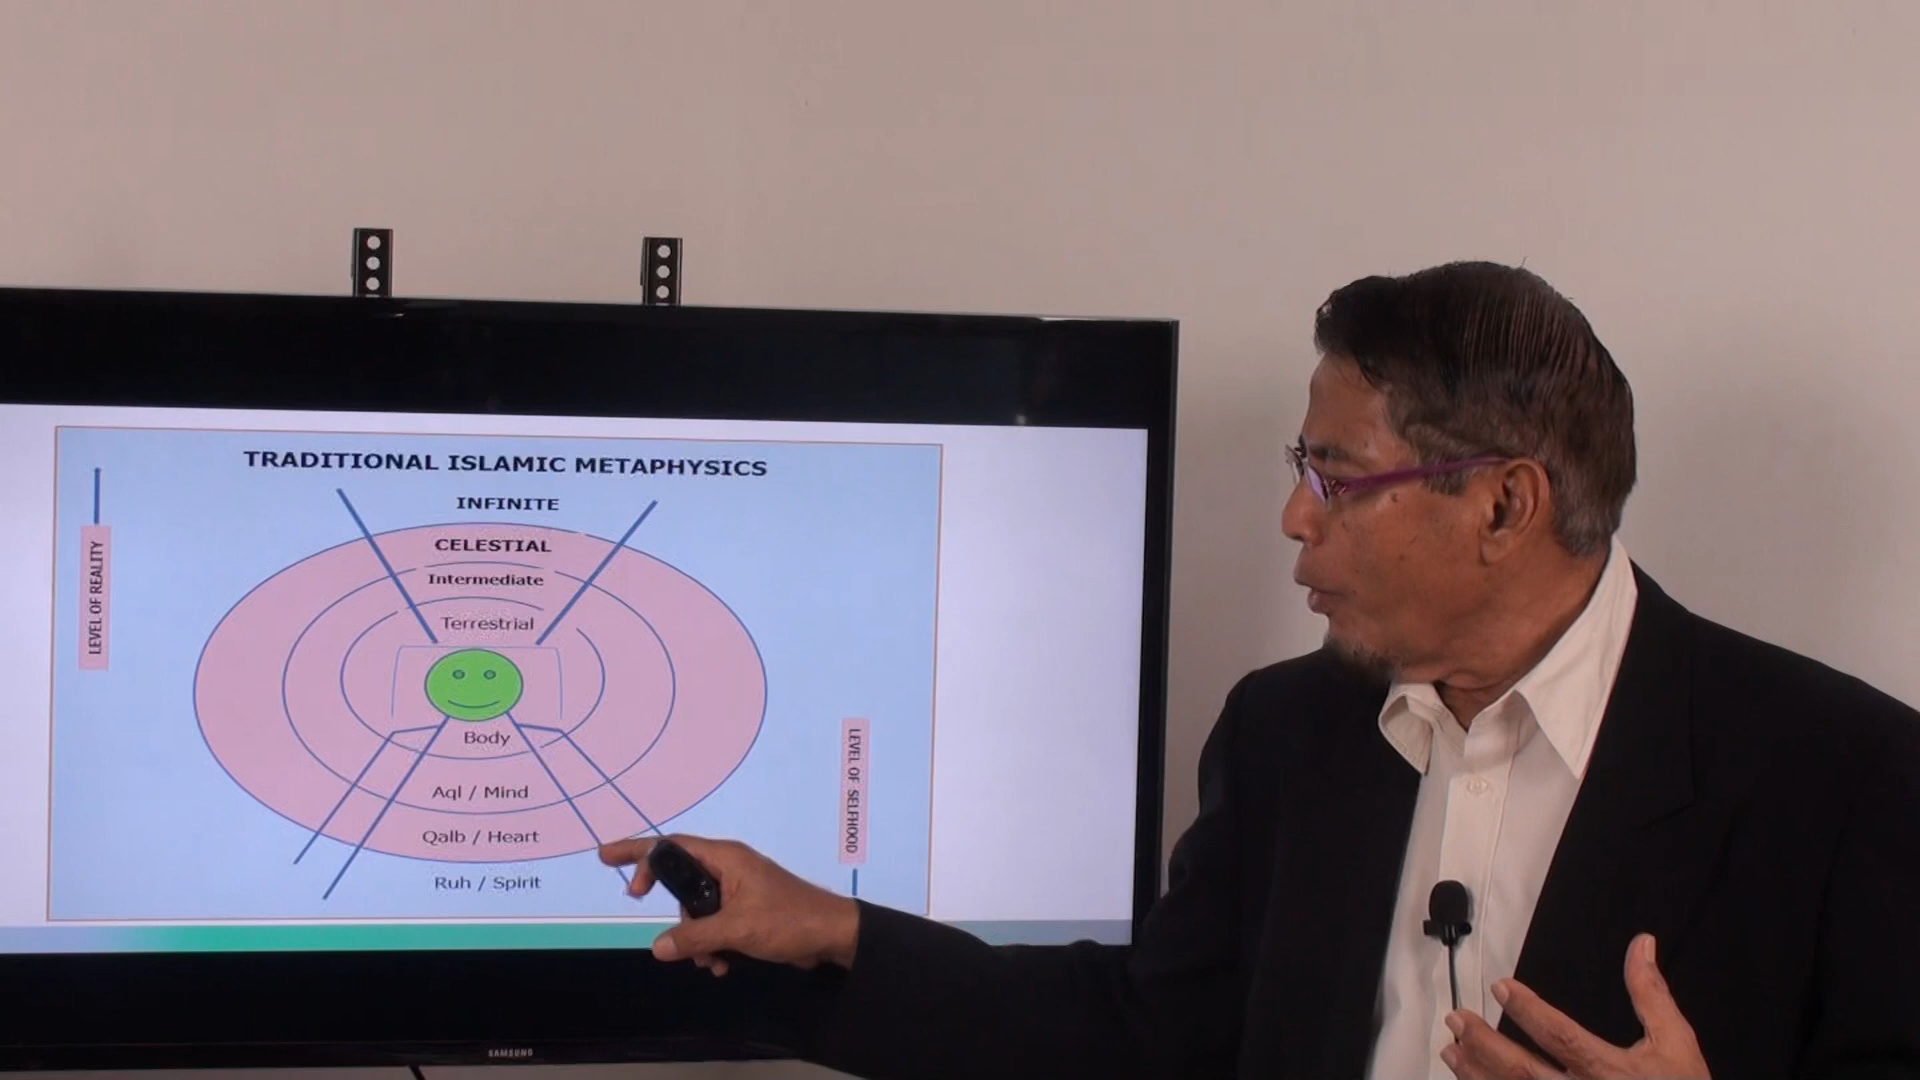 TRADITIONAL ISLAMIC METAPHYSICS
INFINITE
CELESTIAL
Intermediate
Terrestrial
LEVEL OF REALITY
Body
Aql / Mind
Qalb / Heart
Ruh / Spirit
LEVEL OF SELFHOOD
SAMSUNG